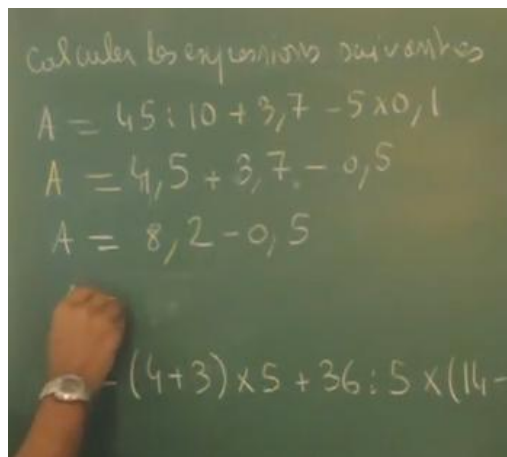 Calculer les expressions suivantes
A = 45 : 10 + 3,7 - 5 x 0,1
A = 4,5 + 3,7 - 0,5
A = 8,2 - 0,5
- (4+3) x 5 + 36 : 5 x (14 -